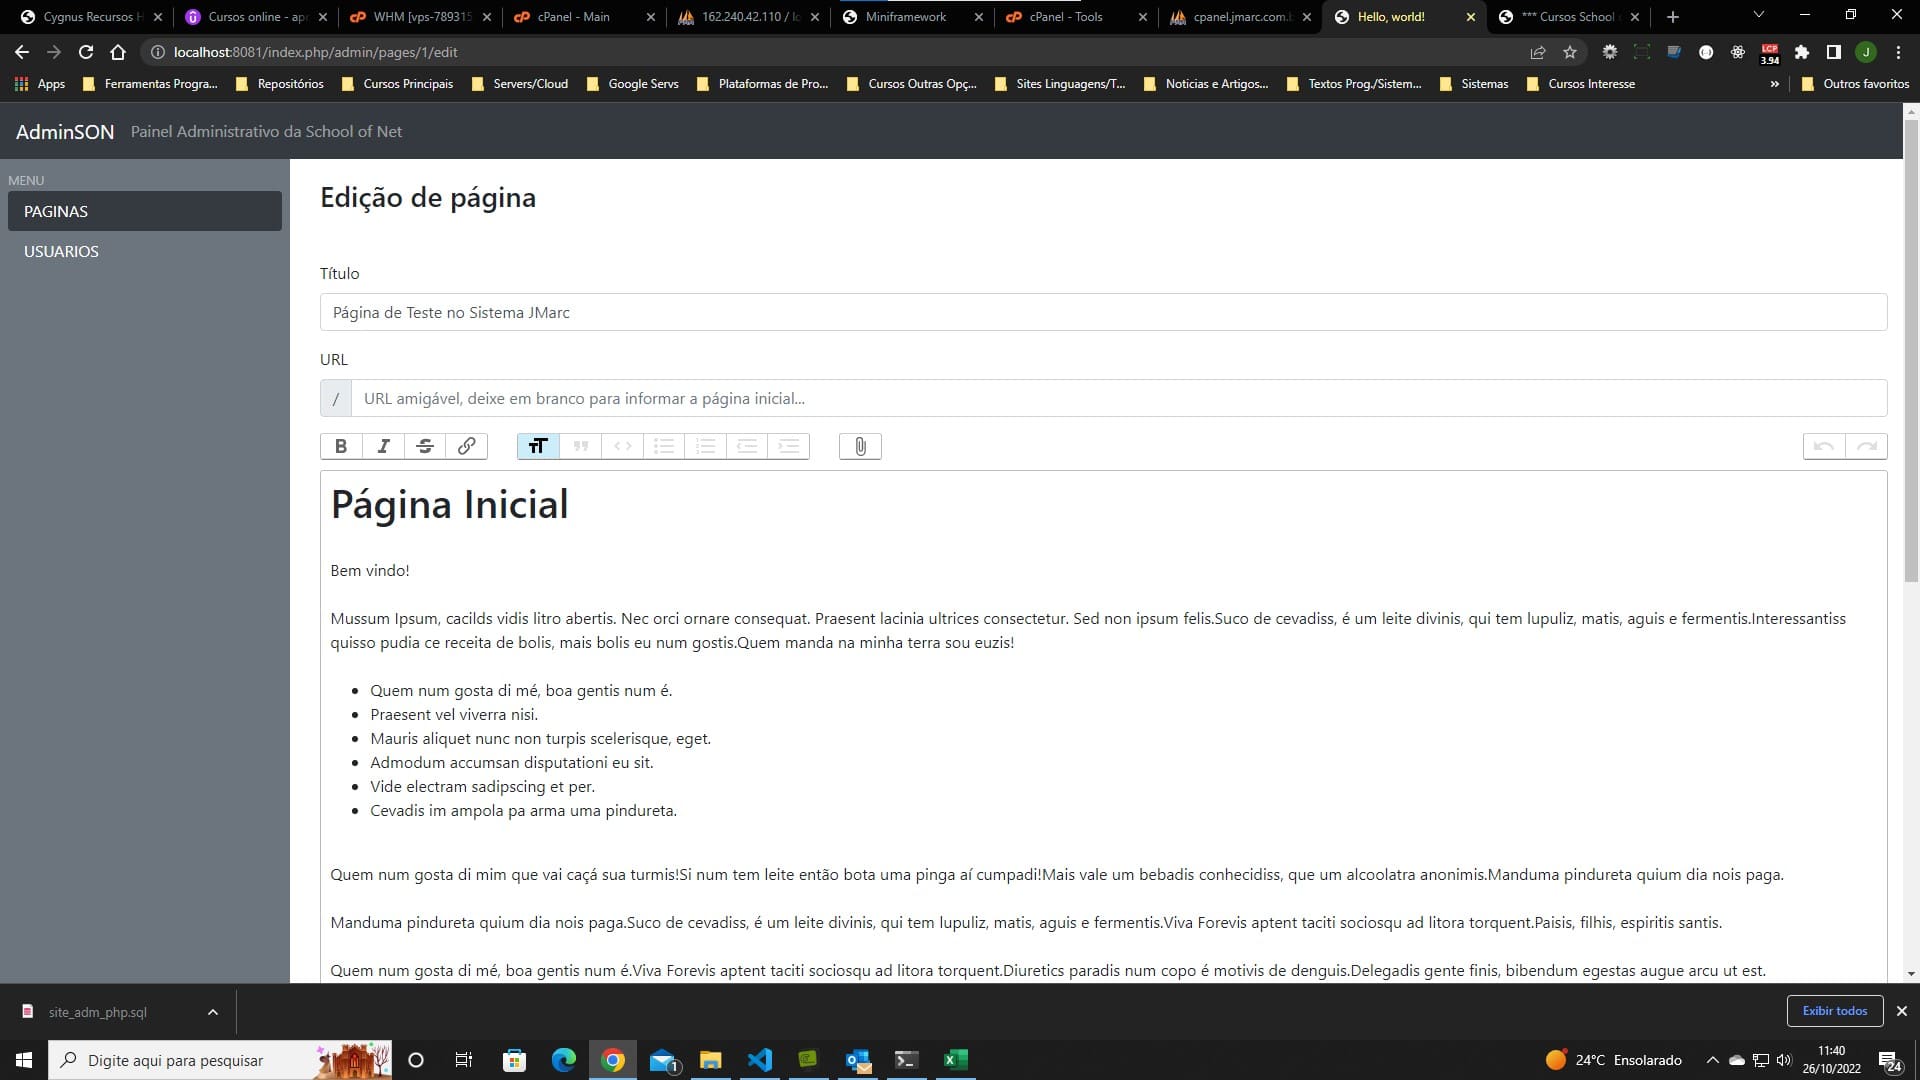 Cygnus Recursos H
Cursos online - apr
WHM [vps-789315
cPanel - Main
162.240.42.110 / lo
Miniframework
cPanel - Tools
cpanel.jmarc.com.b
Hello, world!
*** Cursos School
localhost:8081/index.php/admin/pages/1/edit
LCP
3.94
J
Apps
Ferramentas Progra...
Repositórios
Cursos Principais
Servers/Cloud
Google Servs
Plataformas de Pro...
Cursos Outras Opç...
Sites Linguagens/T...
Noticias e Artigos...
Textos Prog./Sistem...
Sistemas
Cursos Interesse
»
Outros favoritos
AdminSON Painel Administrativo da School of Net
MENU
PAGINAS
USUARIOS
Edição de página
Título
Página de Teste no Sistema JMarc
URL
/ URL amigável, deixe em branco para informar a página inicial...
Página Inicial
Bem vindo!
Mussum Ipsum, cacilds vidis litro abertis. Nec orci ornare consequat. Praesent lacinia ultrices consectetur. Sed non ipsum felis.Suco de cevadiss, é um leite divinis, qui tem lupuliz, matis, aguis e fermentis.Interessantiss
quisso pudia ce receita de bolis, mais bolis eu num gostis.Quem manda na minha terra sou euzis!
• Quem num gosta di mé, boa gentis num é.
• Praesent vel viverra nisi.
• Mauris aliquet nunc non turpis scelerisque, eget.
• Admodum accumsan disputationi eu sit.
• Vide electram sadipscing et per.
• Cevadis im ampola pa arma uma pindureta.
Quem num gosta di mim que vai caçá sua turmis!Si num tem leite então bota uma pinga aí cumpadi!Mais vale um bebadis conhecidiss, que um alcoolatra anonimis.Manduma pindureta quium dia nois paga.
Manduma pindureta quium dia nois paga.Suco de cevadiss, é um leite divinis, qui tem lupuliz, matis, aguis e fermentis.Viva Forevis aptent taciti sociosqu ad litora torquent.Paisis, filhis, espiritis santis.
Quem num gosta di mé, boa gentis num é.Viva Forevis aptent taciti sociosqu ad litora torquent.Diuretics paradis num copo é motivis de denguis.Delegadis gente finis, bibendum egestas augue arcu ut est.
site_adm_php.sql
Exibir todos
Digite aqui para pesquisar
1
24°C Ensolarado
11:40
26/10/2022
24